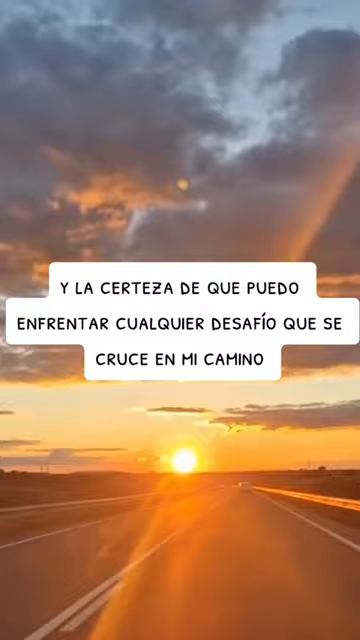 Y LA CERTEZA DE QUE PUEDO
ENFRENTAR CUALQUIER DESAFÍO QUE SE
CRUCE EN MI CAMINO